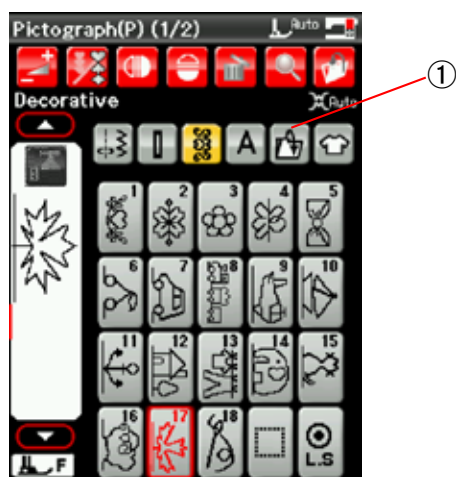 Pictograph(P) (1/2)
Auto
Decorative
Auto
①
A
1 2 3 4 5
6 7 8 9 10
11 12 13 14 15
16 17 18
L.S
F